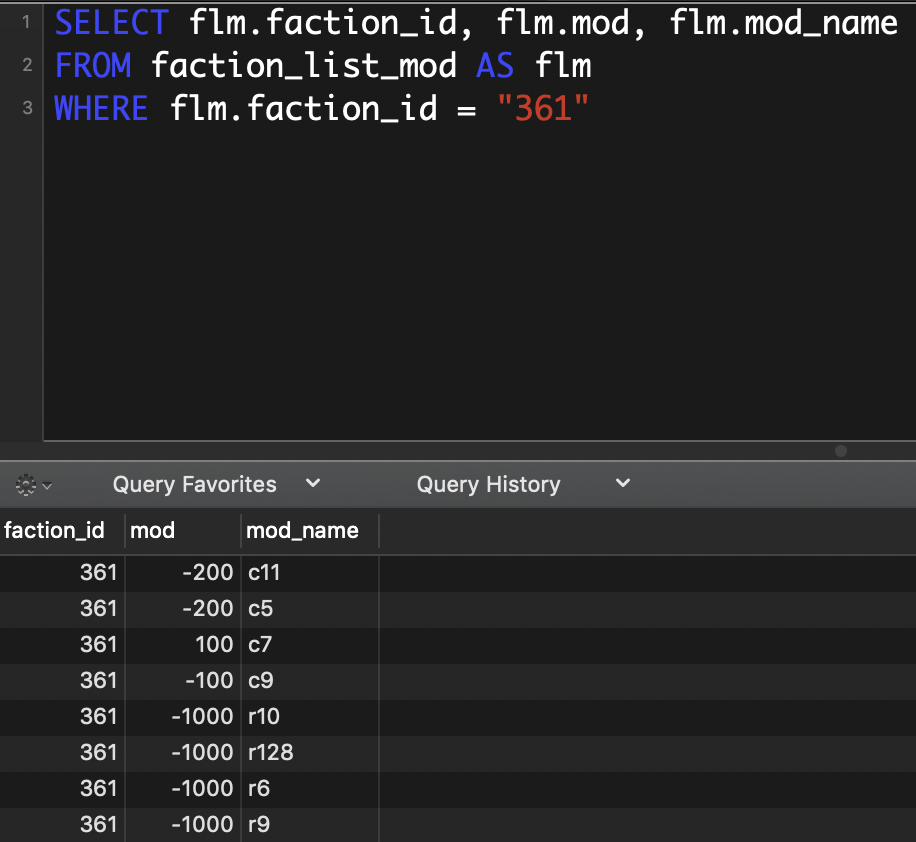 1 SELECT flm.faction_id, flm.mod, flm.mod_name
2 FROM faction_list_mod AS flm
3 WHERE flm.faction_id = "361"
Query Favorites Query History
faction_id mod mod_name
361 -200 c11
361 -200 c5
361 100 c7
361 -100 c9
361 -1000 r10
361 -1000 r128
361 -1000 r6
361 -1000 r9